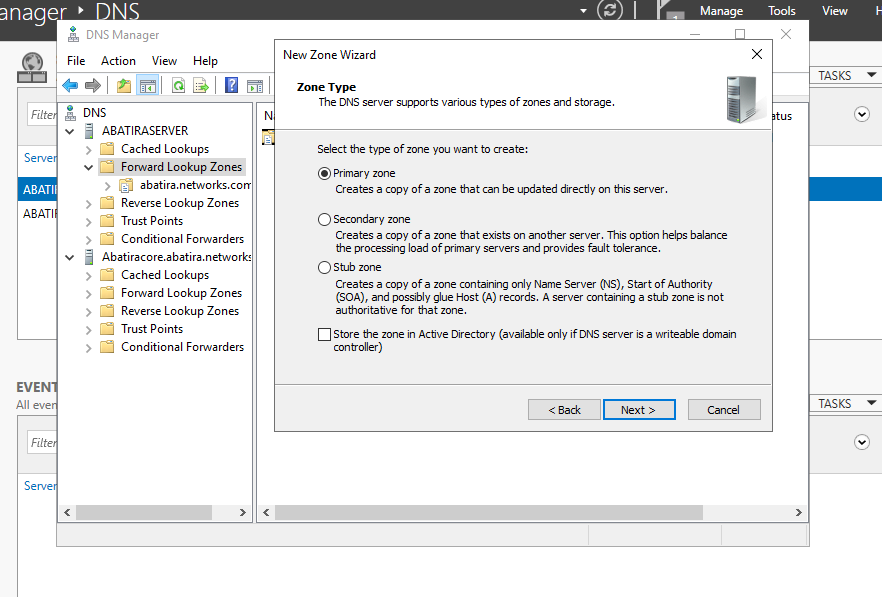 anager ‣ DNS
Manage Tools View H
DNS Manager
File Action View Help
DNS
ABATIRASERVER
Cached Lookups
Forward Lookup Zones
abatira.networks.com
Reverse Lookup Zones
Trust Points
Conditional Forwarders
Abatiracore.abatira.networks
Cached Lookups
Forward Lookup Zones
Reverse Lookup Zones
Trust Points
Conditional Forwarders
Na
atus
New Zone Wizard
Zone Type
The DNS server supports various types of zones and storage.
Select the type of zone you want to create:
Primary zone
Creates a copy of a zone that can be updated directly on this server.
Secondary zone
Creates a copy of a zone that exists on another server. This option helps balance
the processing load of primary servers and provides fault tolerance.
Stub zone
Creates a copy of a zone containing only Name Server (NS), Start of Authority
(SOA), and possibly glue Host (A) records. A server containing a stub zone is not
authoritative for that zone.
Store the zone in Active Directory (available only if DNS server is a writeable domain
controller)
< Back Next > Cancel
TASKS
Filter
Server
ABATI
ABATI
EVENT
All even
TASKS
Filter
Server